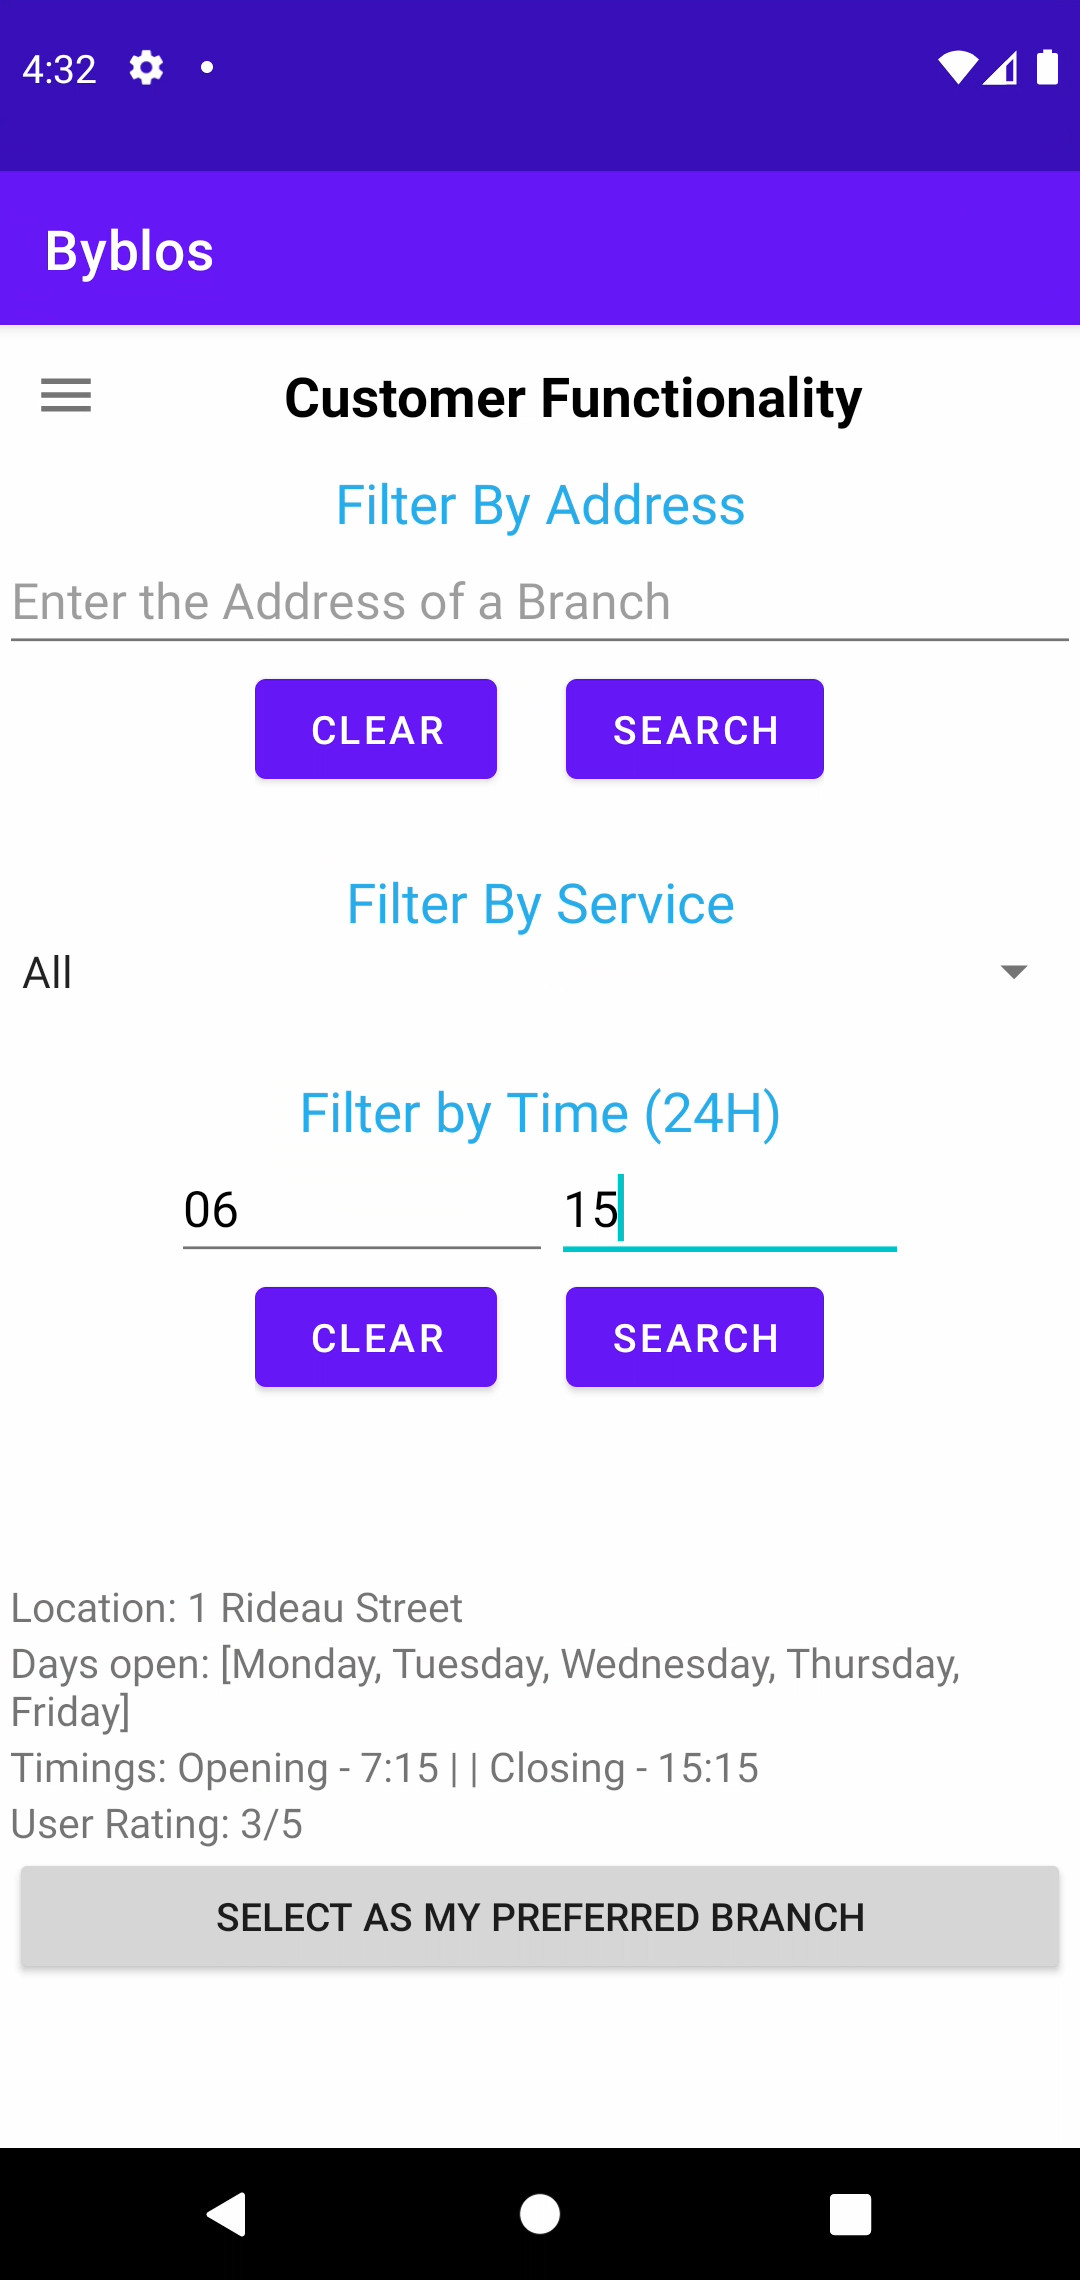 4:32
Byblos
Customer Functionality
Filter By Address
Enter the Address of a Branch
CLEAR SEARCH
Filter By Service
All
Filter by Time (24H)
06 15
CLEAR SEARCH
Location: 1 Rideau Street
Days open: [Monday, Tuesday, Wednesday, Thursday,
Friday]
Timings: Opening - 7:15 | | Closing - 15:15
User Rating: 3/5
SELECT AS MY PREFERRED BRANCH